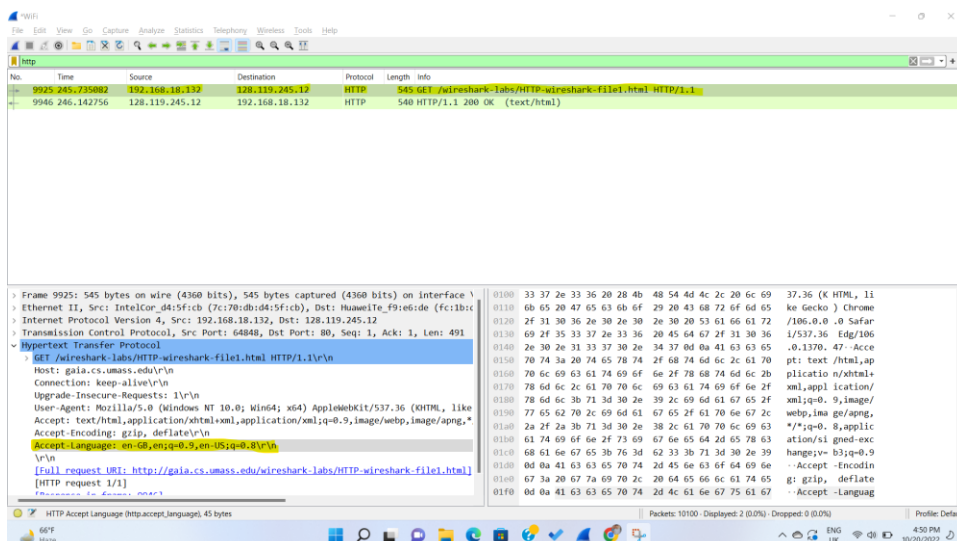 *WiFi
File Edit View Go Capture Analyze Statistics Telephony Wireless Tools Help
http
No. Time Source Destination Protocol Length Info
9925 245.735082 192.168.18.132 128.119.245.12 HTTP 545 GET /wireshark-labs/HTTP-wireshark-file1.html HTTP/1.1
9946 246.142756 128.119.245.12 192.168.18.132 HTTP 540 HTTP/1.1 200 OK (text/html)
Frame 9925: 545 bytes on wire (4360 bits), 545 bytes captured (4360 bits) on interface \
Ethernet II, Src: IntelCor_d4:5f:cb (7c:70:db:d4:5f:cb), Dst: HuaweiTe_f9:e6:de (fc:1b:c
Internet Protocol Version 4, Src: 192.168.18.132, Dst: 128.119.245.12
Transmission Control Protocol, Src Port: 64848, Dst Port: 80, Seq: 1, Ack: 1, Len: 491
Hypertext Transfer Protocol
GET /wireshark-labs/HTTP-wireshark-file1.html HTTP/1.1\r\n
Host: gaia.cs.umass.edu\r\n
Connection: keep-alive\r\n
Upgrade-Insecure-Requests: 1\r\n
User-Agent: Mozilla/5.0 (Windows NT 10.0; Win64; x64) AppleWebKit/537.36 (KHTML, like
Accept: text/html,application/xhtml+xml,application/xml;q=0.9,image/webp,image/apng,*
Accept-Encoding: gzip, deflate\r\n
Accept-Language: en-GB,en;q=0.9,en-US;q=0.8\r\n
\r\n
[Full request URI: http://gaia.cs.umass.edu/wireshark-labs/HTTP-wireshark-file1.html]
[HTTP request 1/1]
[Response in frame: 9946]
0100 33 37 2e 33 36 20 28 4b 48 54 4d 4c 2c 20 6c 69 37.36 (K HTML, li
0110 6b 65 20 47 65 63 6b 6f 29 20 43 68 72 6f 6d 65 ke Gecko ) Chrome
0120 2f 31 30 36 2e 30 2e 30 2e 30 20 53 61 66 61 72 /106.0.0 .0 Safar
0130 69 2f 35 33 37 2e 33 36 20 45 64 67 2f 31 30 36 i/537.36 Edg/106
0140 2e 30 2e 31 33 37 30 2e 34 37 0d 0a 41 63 63 65 .0.1370. 47··Acce
0150 70 74 3a 20 74 65 78 74 2f 68 74 6d 6c 2c 61 70 pt: text /html,ap
0160 70 6c 69 63 61 74 69 6f 6e 2f 78 68 74 6d 6c 2b plicatio n/xhtml+
0170 78 6d 6c 2c 61 70 70 6c 69 63 61 74 69 6f 6e 2f xml,appl ication/
0180 78 6d 6c 3b 71 3d 30 2e 39 2c 69 6d 61 67 65 2f xml;q=0. 9,image/
0190 77 65 62 70 2c 69 6d 61 67 65 2f 61 70 6e 67 2c webp,ima ge/apng,
01a0 2a 2f 2a 3b 71 3d 30 2e 38 2c 61 70 70 6c 69 63 */*;q=0. 8,applic
01b0 61 74 69 6f 6e 2f 73 69 67 6e 65 64 2d 65 78 63 ation/si gned-exc
01c0 68 61 6e 67 65 3b 76 3d 62 33 3b 71 3d 30 2e 39 hange;v= b3;q=0.9
01d0 0d 0a 41 63 63 65 70 74 2d 45 6e 63 6f 64 69 6e ··Accept -Encodin
01e0 67 3a 20 67 7a 69 70 2c 20 64 65 66 6c 61 74 65 g: gzip, deflate
01f0 0d 0a 41 63 63 65 70 74 2d 4c 61 6e 67 75 61 67 ··Accept -Languag
HTTP Accept Language (http.accept_language), 45 bytes
Packets: 10100 · Displayed: 2 (0.0%) · Dropped: 0 (0.0%)
Profile: Defau
66°F
Haze
ENG
UK
4:50 PM
10/20/2022